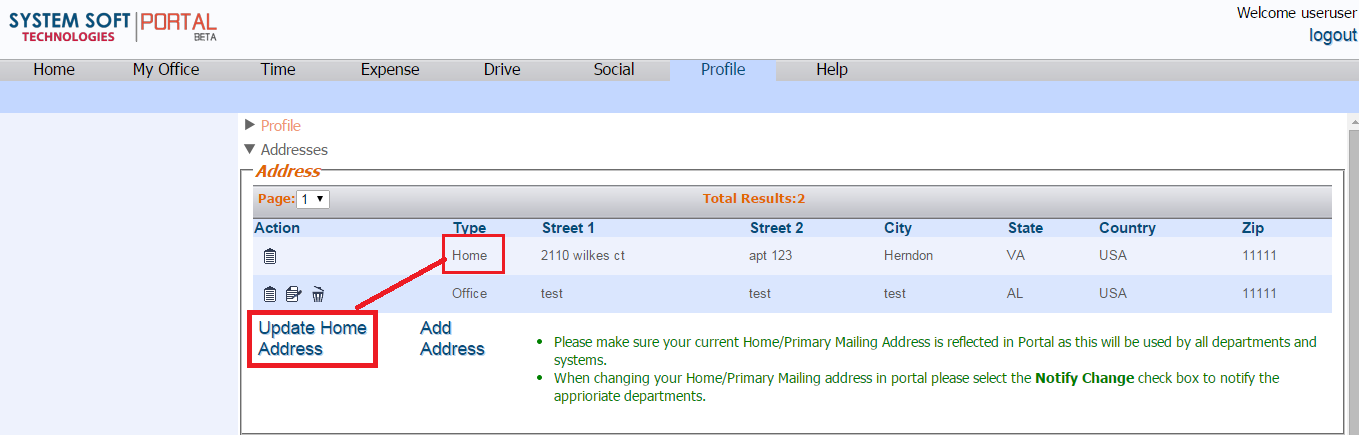 SYSTEM SOFT PORTAL
TECHNOLOGIES BETA
Welcome useruser
logout
Home My Office Time Expense Drive Social Profile Help
Profile
Addresses
Address
Page: 1 Total Results:2
Action Type Street 1 Street 2 City State Country Zip
Home 2110 wilkes ct apt 123 Herndon VA USA 11111
Office test test test AL USA 11111
Update Home
Address
Add
Address
• Please make sure your current Home/Primary Mailing Address is reflected in Portal as this will be used by all departments and
systems.
• When changing your Home/Primary Mailing address in portal please select the Notify Change check box to notify the
apprioriate departments.